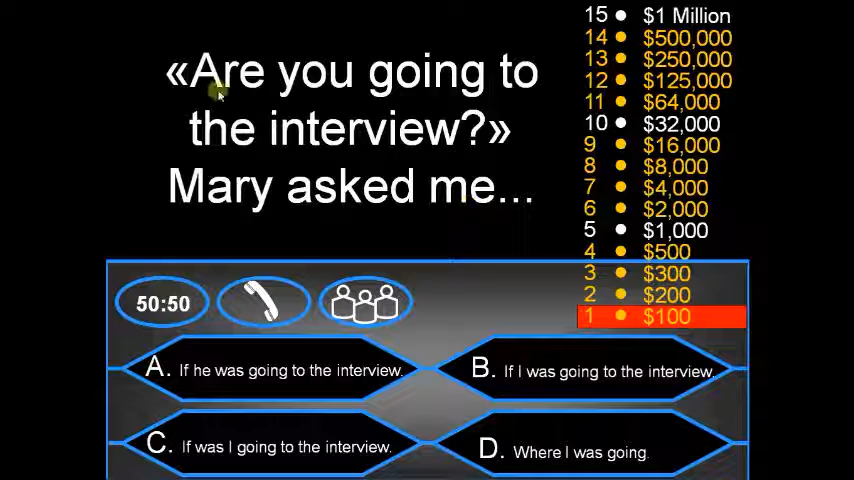 «Are you going to
the interview?»
Mary asked me...
15 • $1 Million
14 • $500,000
13 • $250,000
12 • $125,000
11 • $64,000
10 • $32,000
9 • $16,000
8 • $8,000
7 • $4,000
6 • $2,000
5 • $1,000
4 • $500
3 • $300
2 • $200
1 • $100
50:50
A. If he was going to the interview.
B. If I was going to the interview.
C. If was I going to the interview.
D. Where I was going.